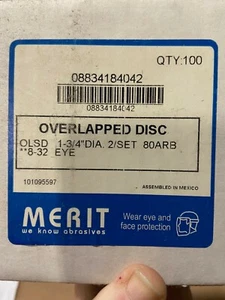 QTY:100
08834184042
08834184042
OVERLAPPED DISC
OLSD 1-3/4"DIA. 2/SET 80ARB
**8-32 EYE
101095597
ASSEMBLED IN MEXICO
MERIT
we know abrasives
Wear eye and
face protection